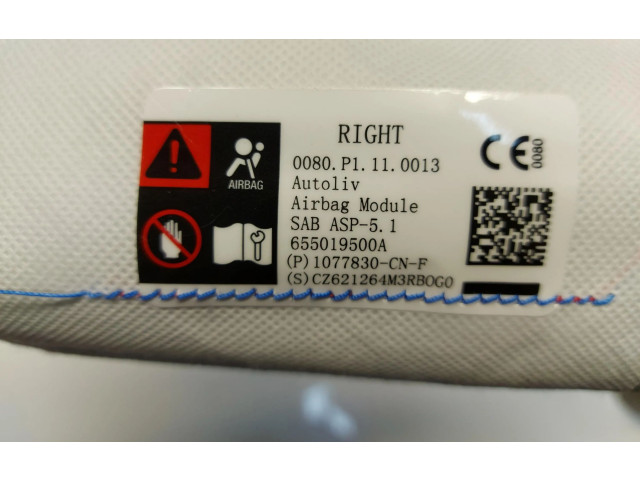 RIGHT
0080.P1.11.0013
Autoliv
Airbag Module
SAB ASP-5.1
655019500A
(P)1077830-CN-F
(S)CZ621264M3RBOG0
AIRBAG
CE
0080